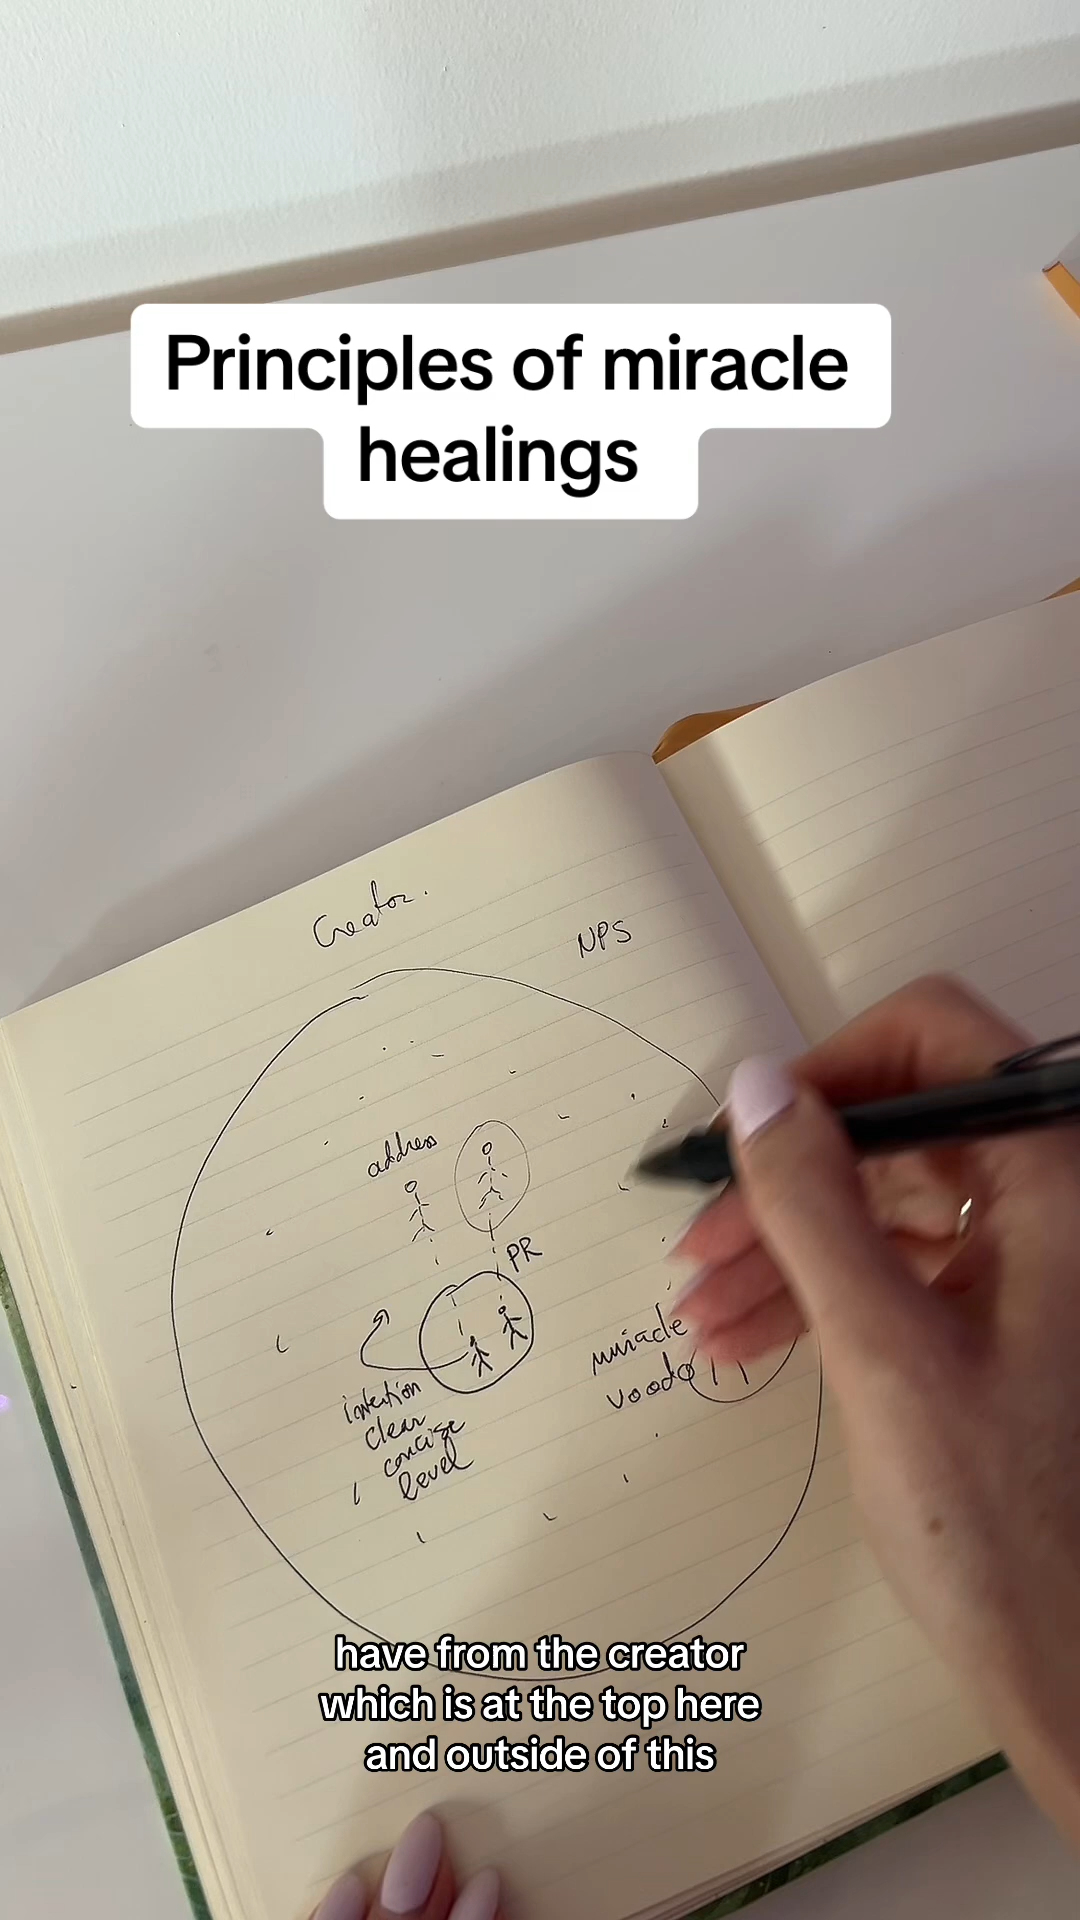 Principles of miracle
healings
Creator.
NPS
address
PR
miracle
voodo
intention
clear
concise
level
have from the creator
which is at the top here
and outside of this